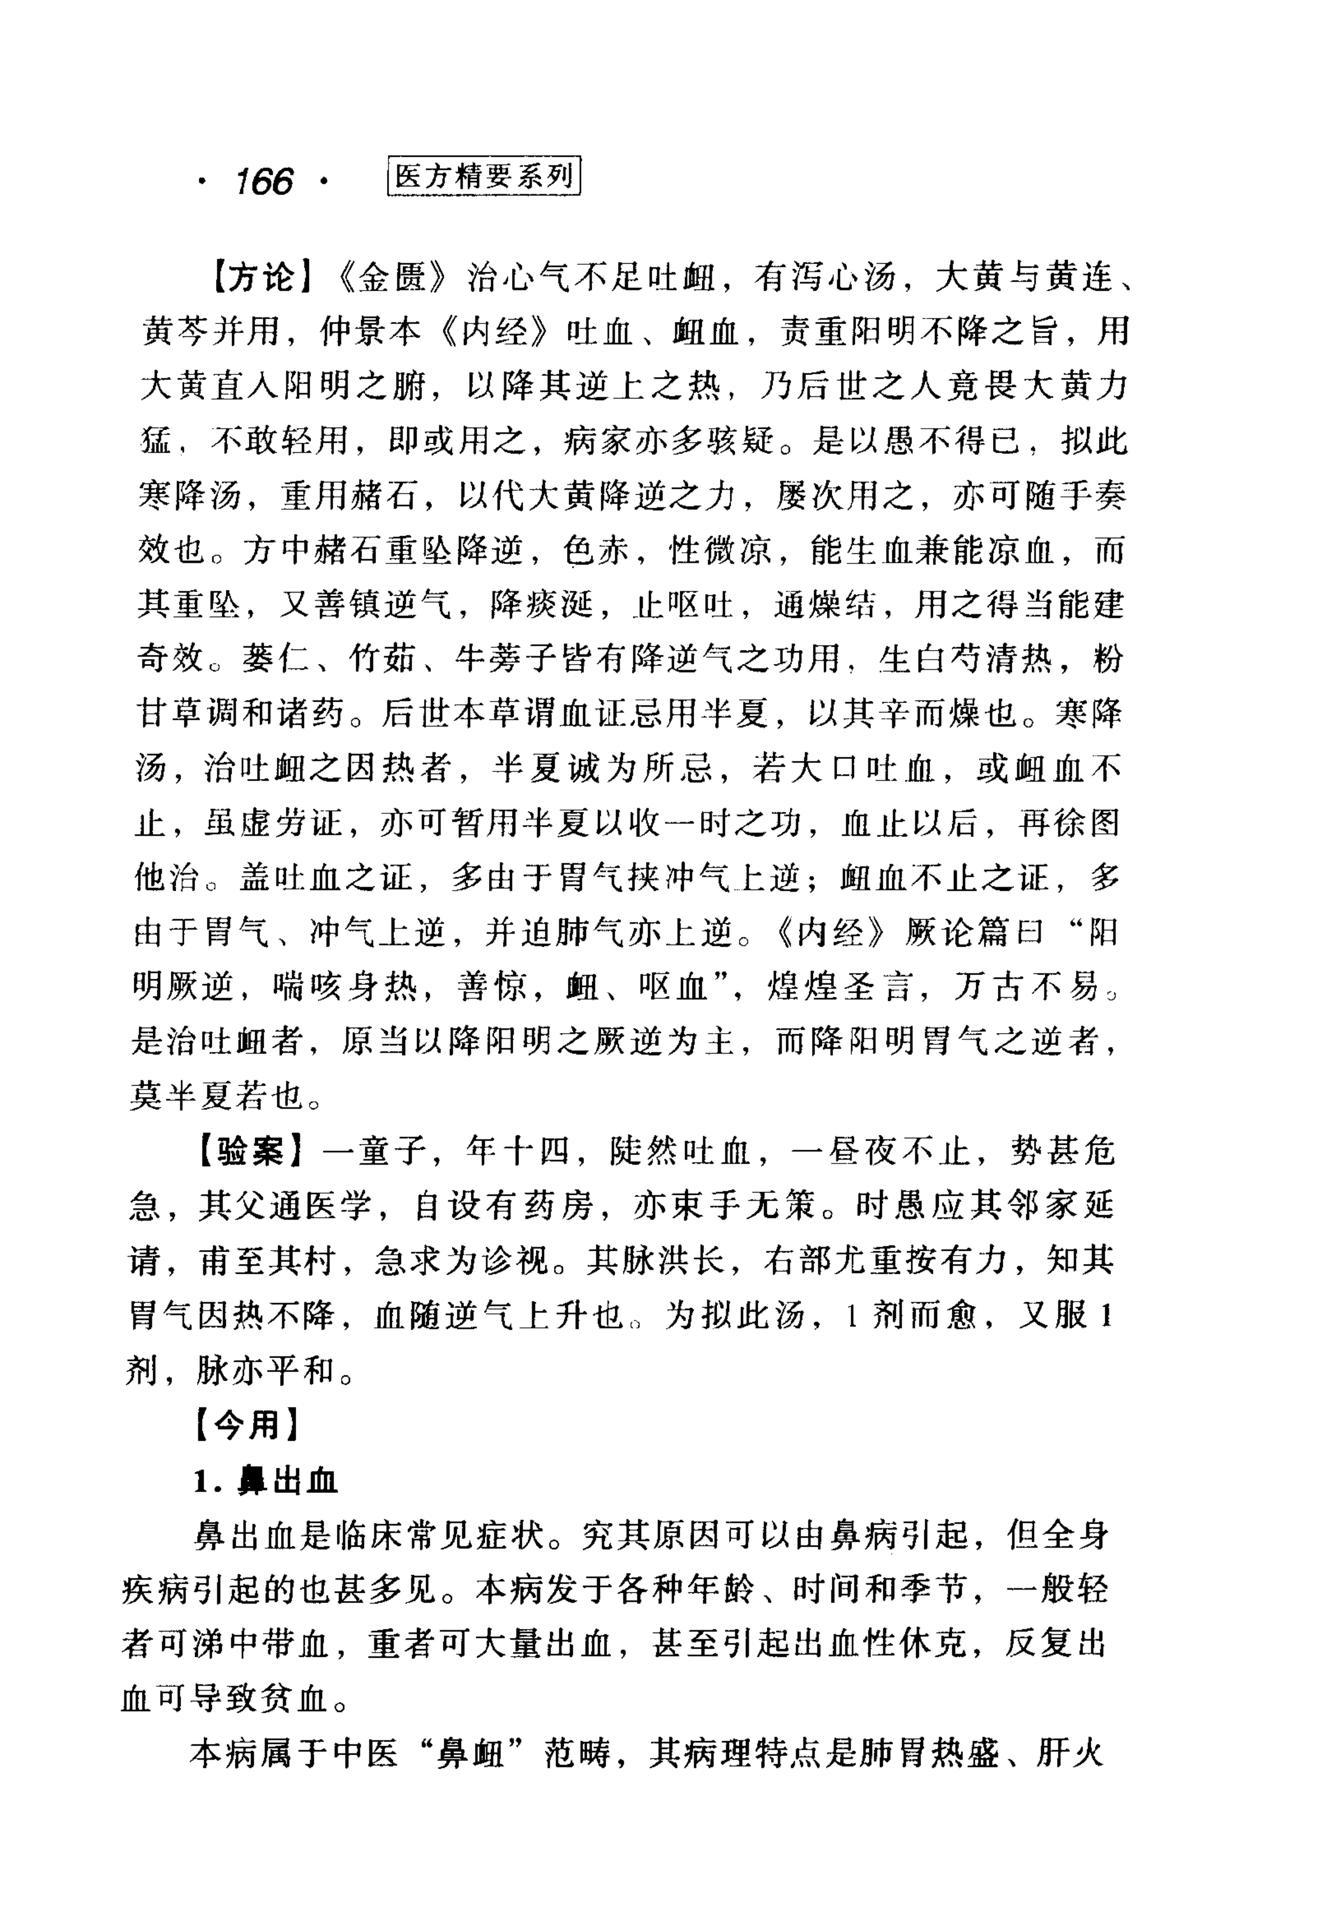 · 166 · 医方精要系列
【方论】《金匮》治心气不足吐衄，有泻心汤，大黄与黄连、
黄芩并用，仲景本《内经》吐血、衄血，责重阳明不降之旨，用
大黄直入阳明之腑，以降其逆上之热，乃后世之人竟畏大黄力
猛，不敢轻用，即或用之，病家亦多骇疑。是以愚不得已，拟此
寒降汤，重用赭石，以代大黄降逆之力，屡次用之，亦可随手奏
效也。方中赭石重坠降逆，色赤，性微凉，能生血兼能凉血，而
其重坠，又善镇逆气，降痰涎，止呕吐，通燥结，用之得当能建
奇效。蒌仁、竹茹、牛蒡子皆有降逆气之功用，生白芍清热，粉
甘草调和诸药。后世本草谓血证忌用半夏，以其辛而燥也。寒降
汤，治吐衄之因热者，半夏诚为所忌，若大口吐血，或衄血不
止，虽虚劳证，亦可暂用半夏以收一时之功，血止以后，再徐图
他治。盖吐血之证，多由于胃气挟冲气上逆；衄血不止之证，多
由于胃气、冲气上逆，并迫肺气亦上逆。《内经》厥论篇曰“阳
明厥逆，喘咳身热，善惊，衄、呕血”，煌煌圣言，万古不易。
是治吐衄者，原当以降阳明之厥逆为主，而降阳明胃气之逆者，
莫半夏若也。
【验案】一童子，年十四，陡然吐血，一昼夜不止，势甚危
急，其父通医学，自设有药房，亦束手无策。时愚应其邻家延
请，甫至其村，急求为诊视。其脉洪长，右部尤重按有力，知其
胃气因热不降，血随逆气上升也。为拟此汤，1 剂而愈，又服 1
剂，脉亦平和。
【今用】
1．鼻出血
鼻出血是临床常见症状。究其原因可以由鼻病引起，但全身
疾病引起的也甚多见。本病发于各种年龄、时间和季节，一般轻
者可涕中带血，重者可大量出血，甚至引起出血性休克，反复出
血可导致贫血。
本病属于中医“鼻衄”范畴，其病理特点是肺胃热盛、肝火